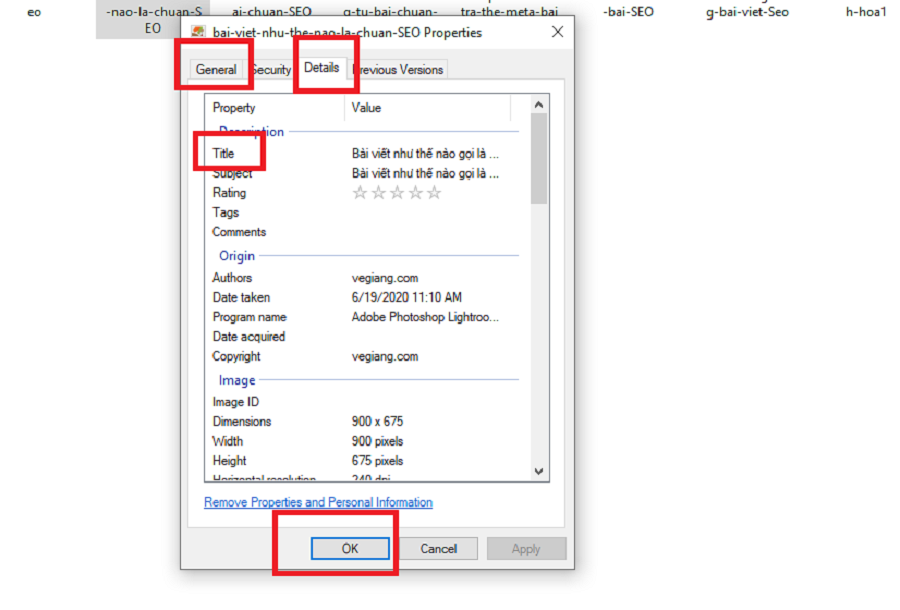 eo
-nao-la-chuan-S
EO
ai-chuan-SEO
g-tu-bai-chuan-
tra-the-meta-bai
-bai-SEO
g-bai-viet-Seo
h-hoa1
bai-viet-nhu-the-nao-la-chuan-SEO Properties
General Security Details Previous Versions
Property Value
Description
Title Bài viết như thế nào gọi là ...
Subject Bài viết như thế nào gọi là ...
Rating
Tags
Comments
Origin
Authors vegiang.com
Date taken 6/19/2020 11:10 AM
Program name Adobe Photoshop Lightroo...
Date acquired
Copyright vegiang.com
Image
Image ID
Dimensions 900 x 675
Width 900 pixels
Height 675 pixels
Horizontal resolution 240 dpi
Remove Properties and Personal Information
OK Cancel Apply